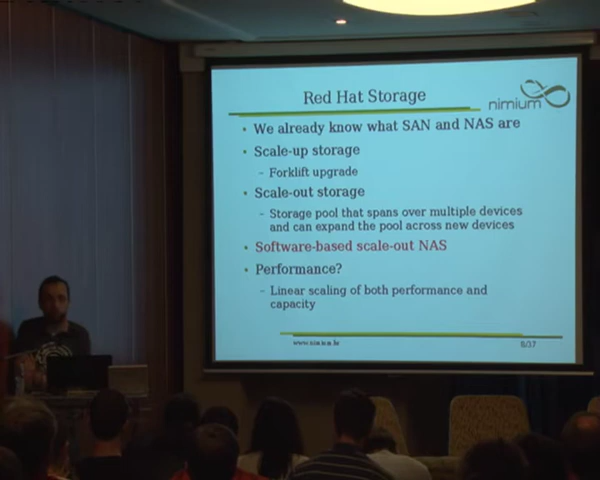 Red Hat Storage
nimium
• We already know what SAN and NAS are
• Scale-up storage
– Forklift upgrade
• Scale-out storage
– Storage pool that spans over multiple devices
and can expand the pool across new devices
• Software-based scale-out NAS
• Performance?
– Linear scaling of both performance and
capacity